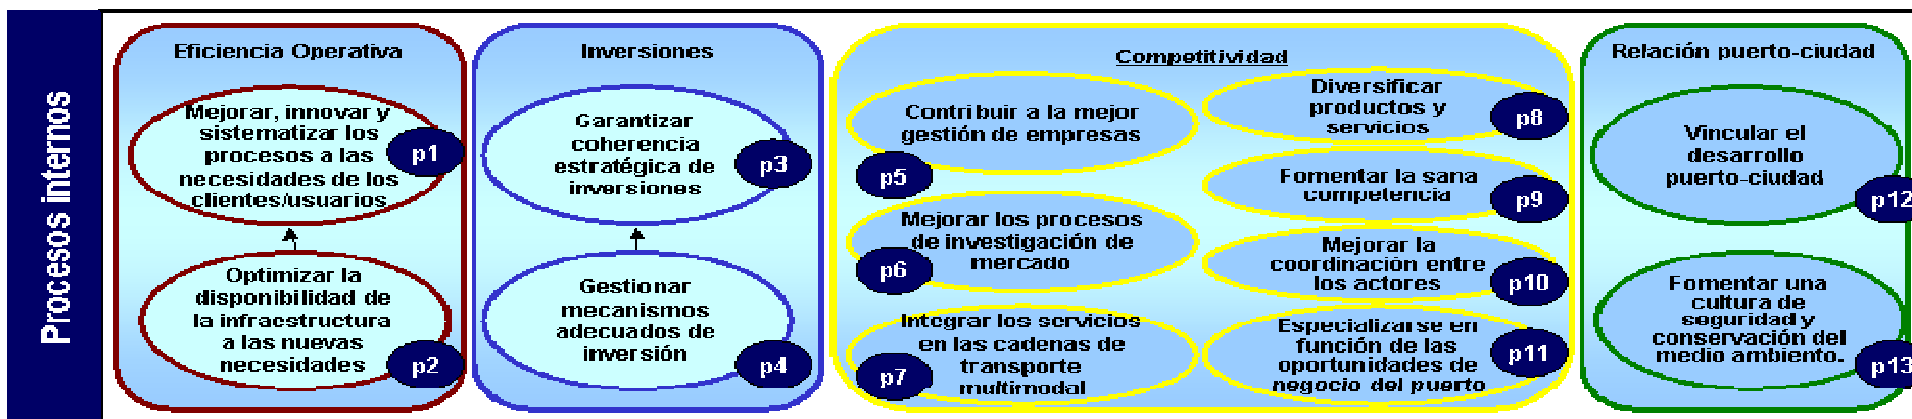 Procesos internos
Eficiencia Operativa
Mejorar, innovar y
sistematizar los
procesos a las
necesidades de los
clientes/usuarios
p1
Optimizar la
disponibilidad de
la infraestructura
a las nuevas
necesidades
p2
Inversiones
Garantizar
coherencia
estratégica de
inversiones
p3
Gestionar
mecanismos
adecuados de
inversión
p4
Competitividad
Contribuir a la mejor
gestión de empresas
p5
Mejorar los procesos
de investigación de
mercado
p6
Integrar los servicios
en las cadenas de
transporte
multimodal
p7
Diversificar
productos y
servicios
p8
Fomentar la sana
competencia
p9
Mejorar la
coordinación entre
los actores
p10
Especializarse en
función de las
oportunidades de
negocio del puerto
p11
Relación puerto-ciudad
Vincular el
desarrollo
puerto-ciudad
p12
Fomentar una
cultura de
seguridad y
conservación del
medio ambiente.
p13